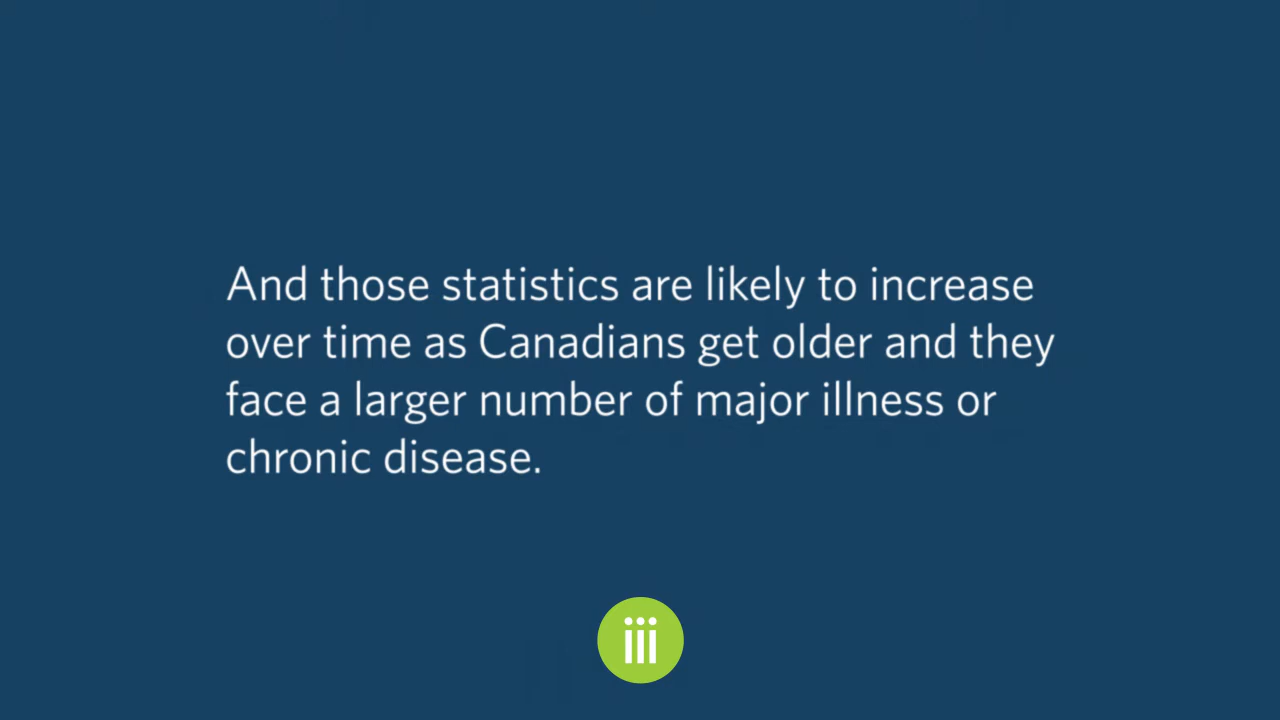 And those statistics are likely to increase
over time as Canadians get older and they
face a larger number of major illness or
chronic disease.
iii